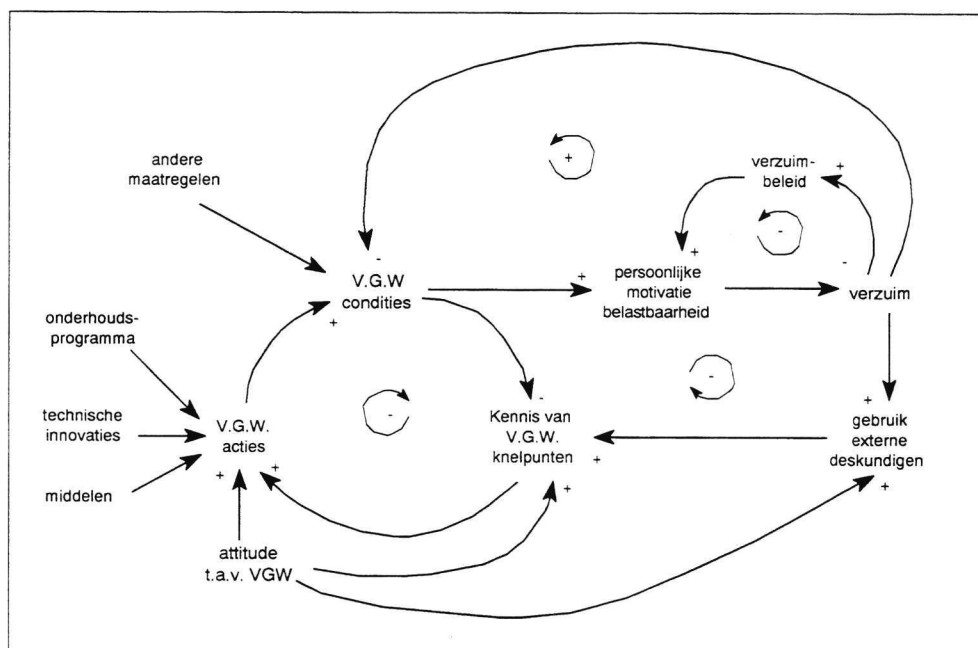 +
andere
maatregelen
verzuim-
beleid
+
-
-
+
V.G.W
condities
+
+
persoonlijke
motivatie
belastbaarheid
-
verzuim
onderhouds-
programma
-
-
-
+
technische
innovaties
V.G.W.
acties
Kennis van
V.G.W.
knelpunten
+
gebruik
externe
deskundigen
middelen
+
+
+
+
attitude
t.a.v. VGW